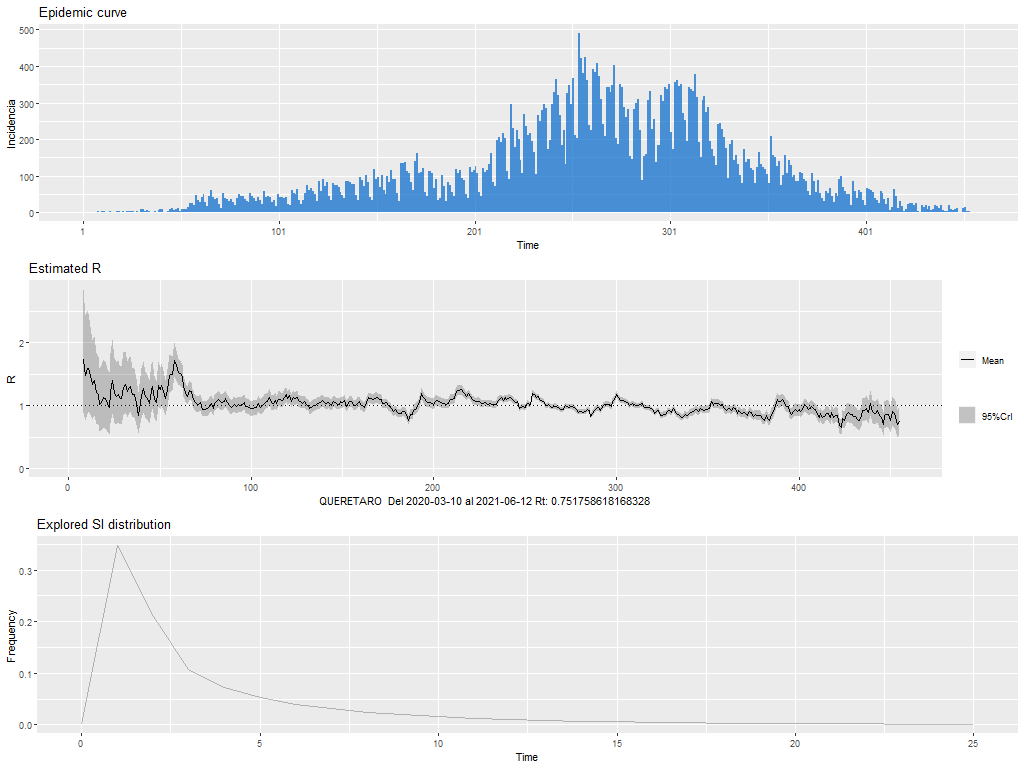 Epidemic curve
500
400
300
200
100
0
Incidencia
1
101
201
301
401
Time
Estimated R
2
1
0
R
0
100
200
300
400
QUERETARO Del 2020-03-10 al 2021-06-12 Rt: 0.751758618168328
Mean
95%CrI
Explored SI distribution
0.3
0.2
0.1
0.0
Frequency
0
5
10
15
20
25
Time